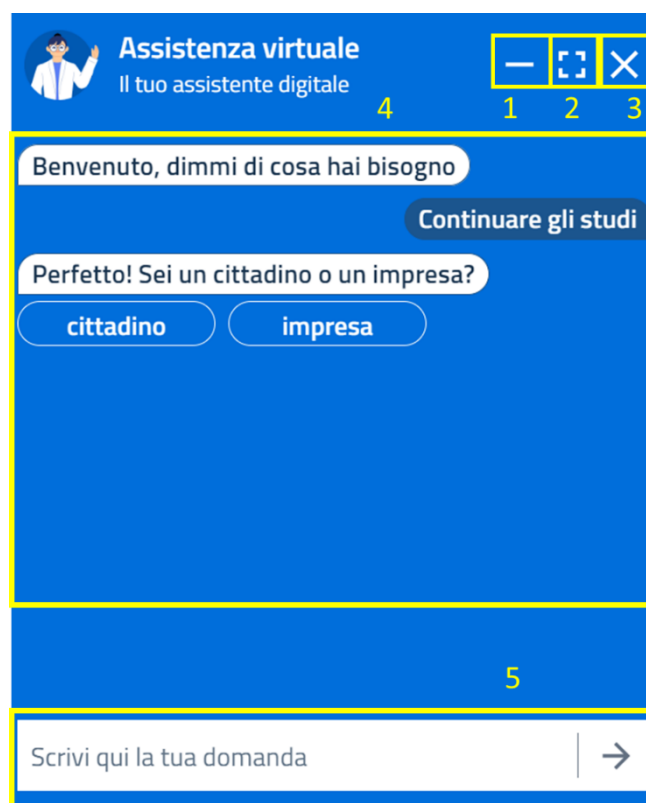 Assistenza virtuale
Il tuo assistente digitale
4
1
2
3
Benvenuto, dimmi di cosa hai bisogno
Continuare gli studi
Perfetto! Sei un cittadino o un impresa?
cittadino
impresa
5
Scrivi qui la tua domanda